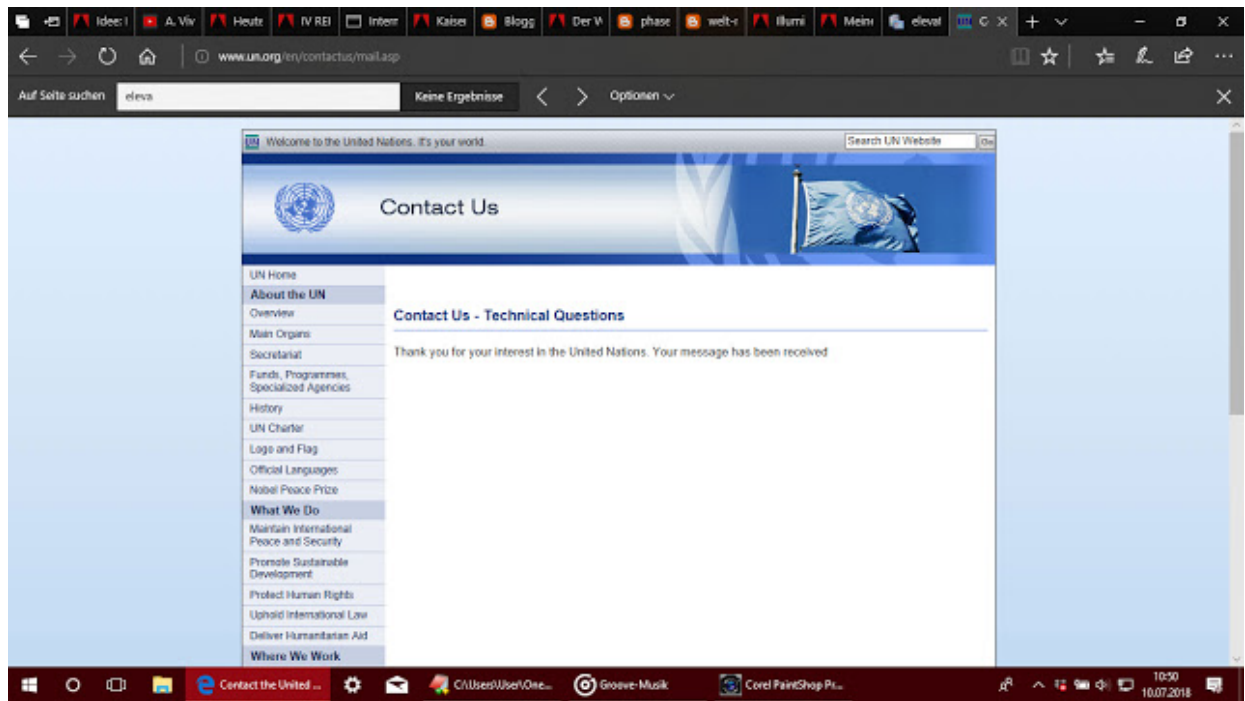 Idee: I
A. Viv
Heute
IV REI
Intern
Kaiser
Blogg
Der W
phase
welt-r
Illumi
Meine
eleval
www.un.org/en/contactus/mail.asp
Auf Seite suchen
eleva
Keine Ergebnisse
Optionen
UN Welcome to the United Nations. It's your world.
Search UN Website
Go
Contact Us
UN Home
About the UN
Overview
Main Organs
Secretariat
Funds, Programmes,
Specialized Agencies
History
UN Charter
Logo and Flag
Official Languages
Nobel Peace Prize
What We Do
Maintain International
Peace and Security
Promote Sustainable
Development
Protect Human Rights
Uphold International Law
Deliver Humanitarian Aid
Where We Work
Contact Us - Technical Questions
Thank you for your interest in the United Nations. Your message has been received
Contact the United ...
C:\Users\User\One...
Groove-Musik
Corel PaintShop Pr...
10:50
10.07.2018